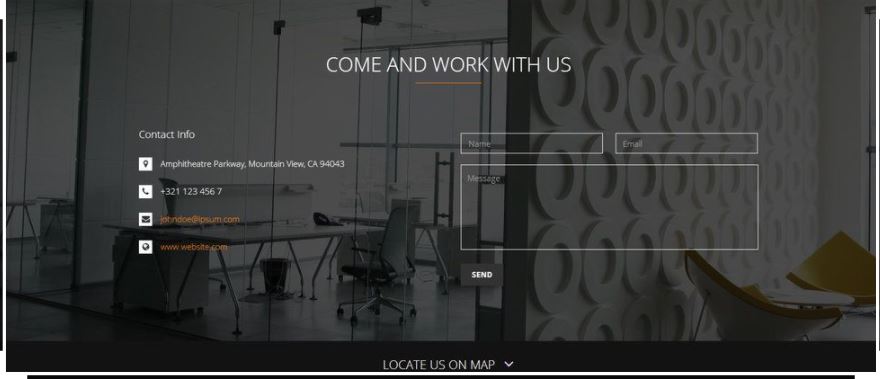 COME AND WORK WITH US
Contact Info
Amphitheatre Parkway, Mountain View, CA 94043
+321 123 456 7
johndoe@ipsum.com
www.website.com
Name
Email
Message
SEND
LOCATE US ON MAP